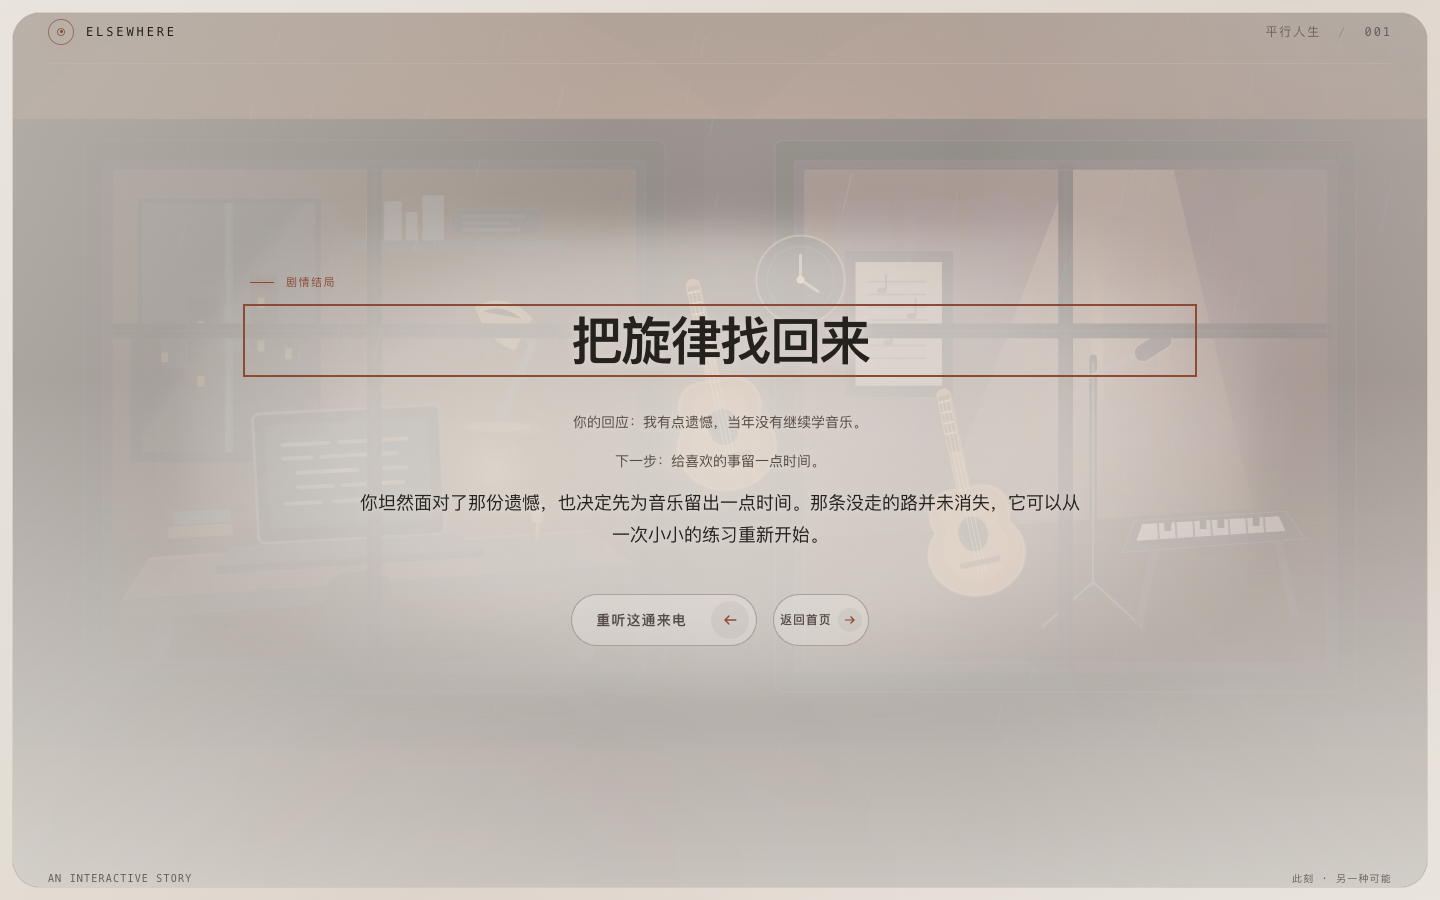 ELSEWHERE
平行人生 / 001
剧情结局
把旋律找回来
你的回应：我有点遗憾，当年没有继续学音乐。
下一步：给喜欢的事留一点时间。
你坦然面对了那份遗憾，也决定先为音乐留出一点时间。那条没走的路并未消失，它可以从
一次小小的练习重新开始。
重听这通来电 ←
返回首页 →
AN INTERACTIVE STORY
此刻 · 另一种可能